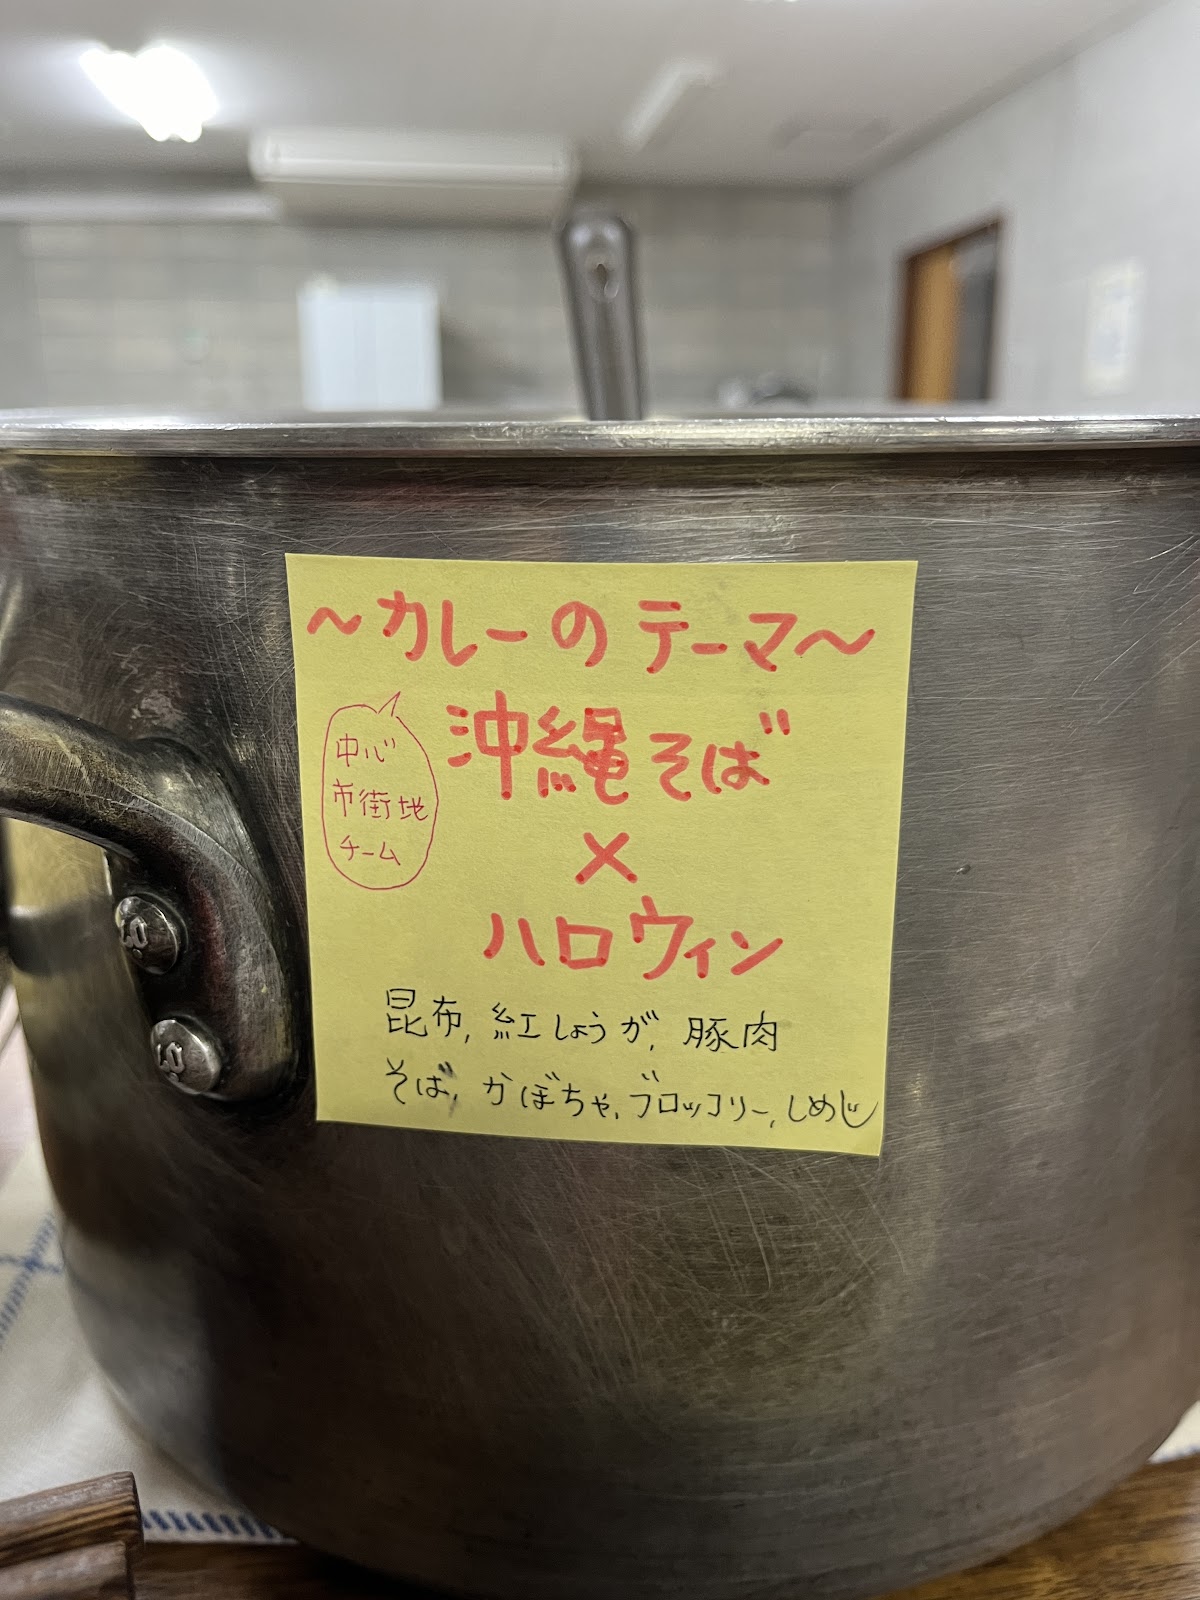 ～カレーのテーマ～
中心
市街地
チーム
沖縄そば
×
ハロウィン
昆布, 紅しょうが, 豚肉
そば, かぼちゃ, ブロッコリー, しめじ